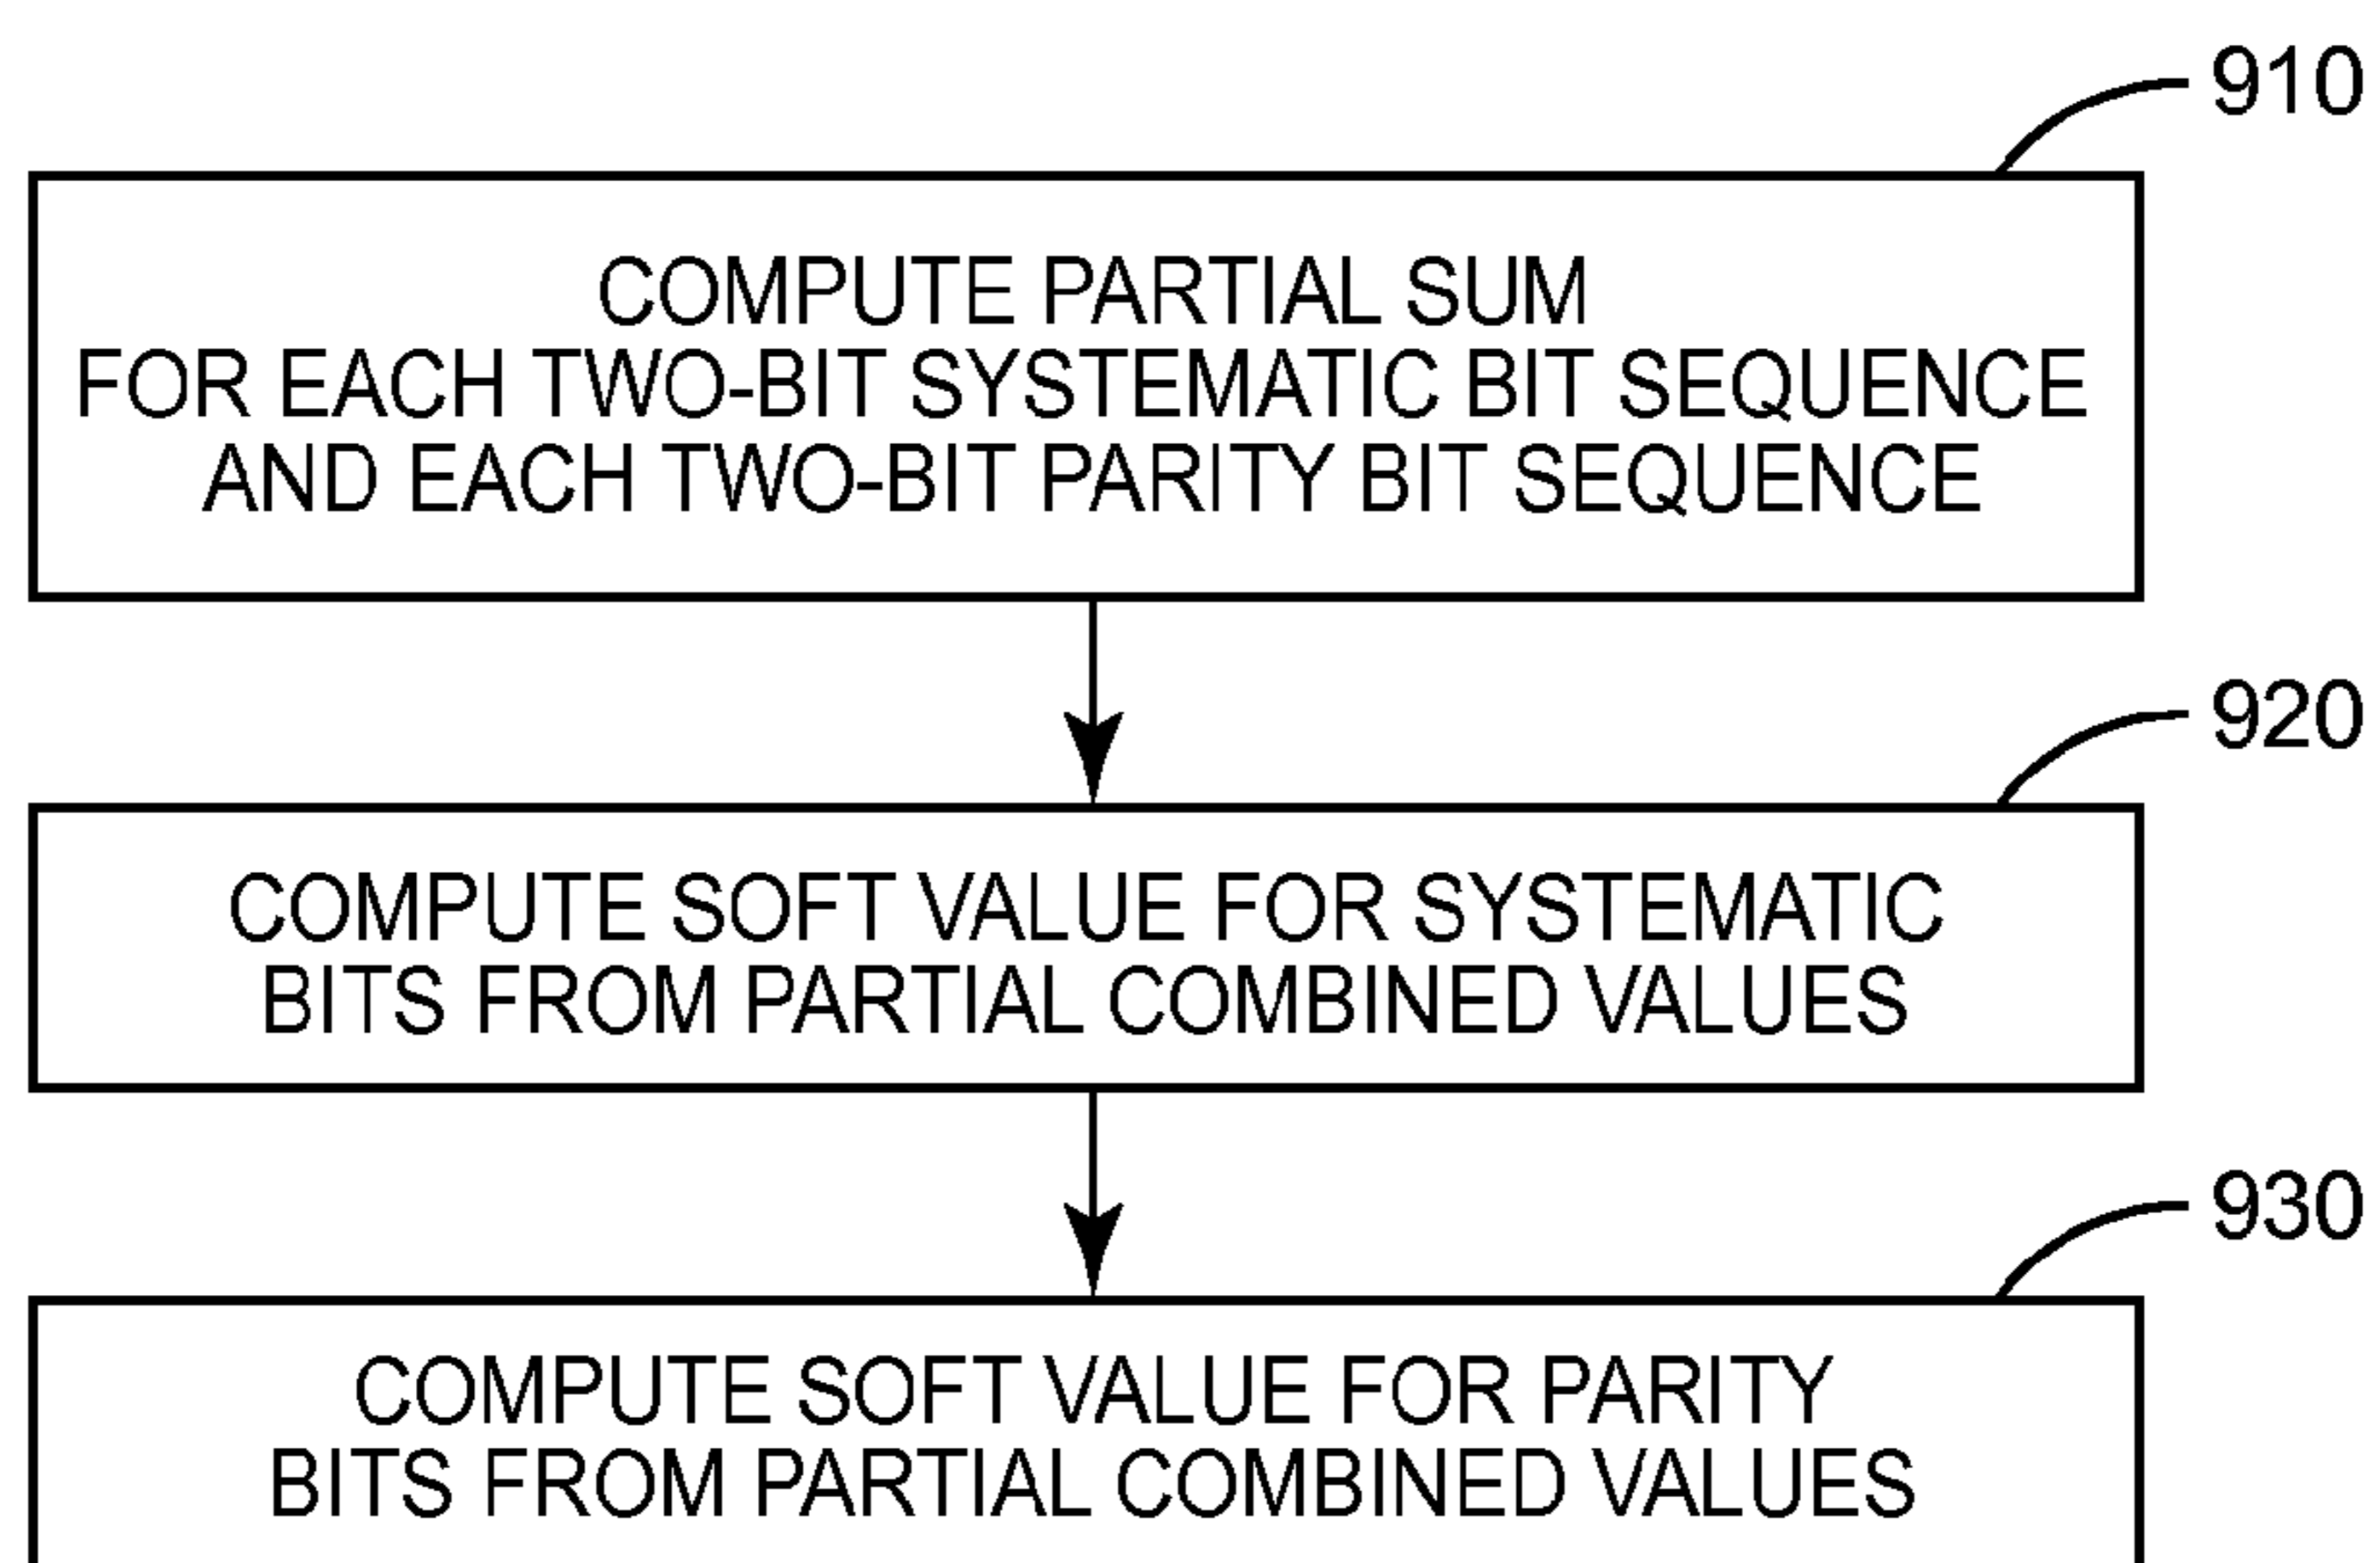 910
COMPUTE PARTIAL SUM
FOR EACH TWO-BIT SYSTEMATIC BIT SEQUENCE
AND EACH TWO-BIT PARITY BIT SEQUENCE
920
COMPUTE SOFT VALUE FOR SYSTEMATIC
BITS FROM PARTIAL COMBINED VALUES
930
COMPUTE SOFT VALUE FOR PARITY
BITS FROM PARTIAL COMBINED VALUES